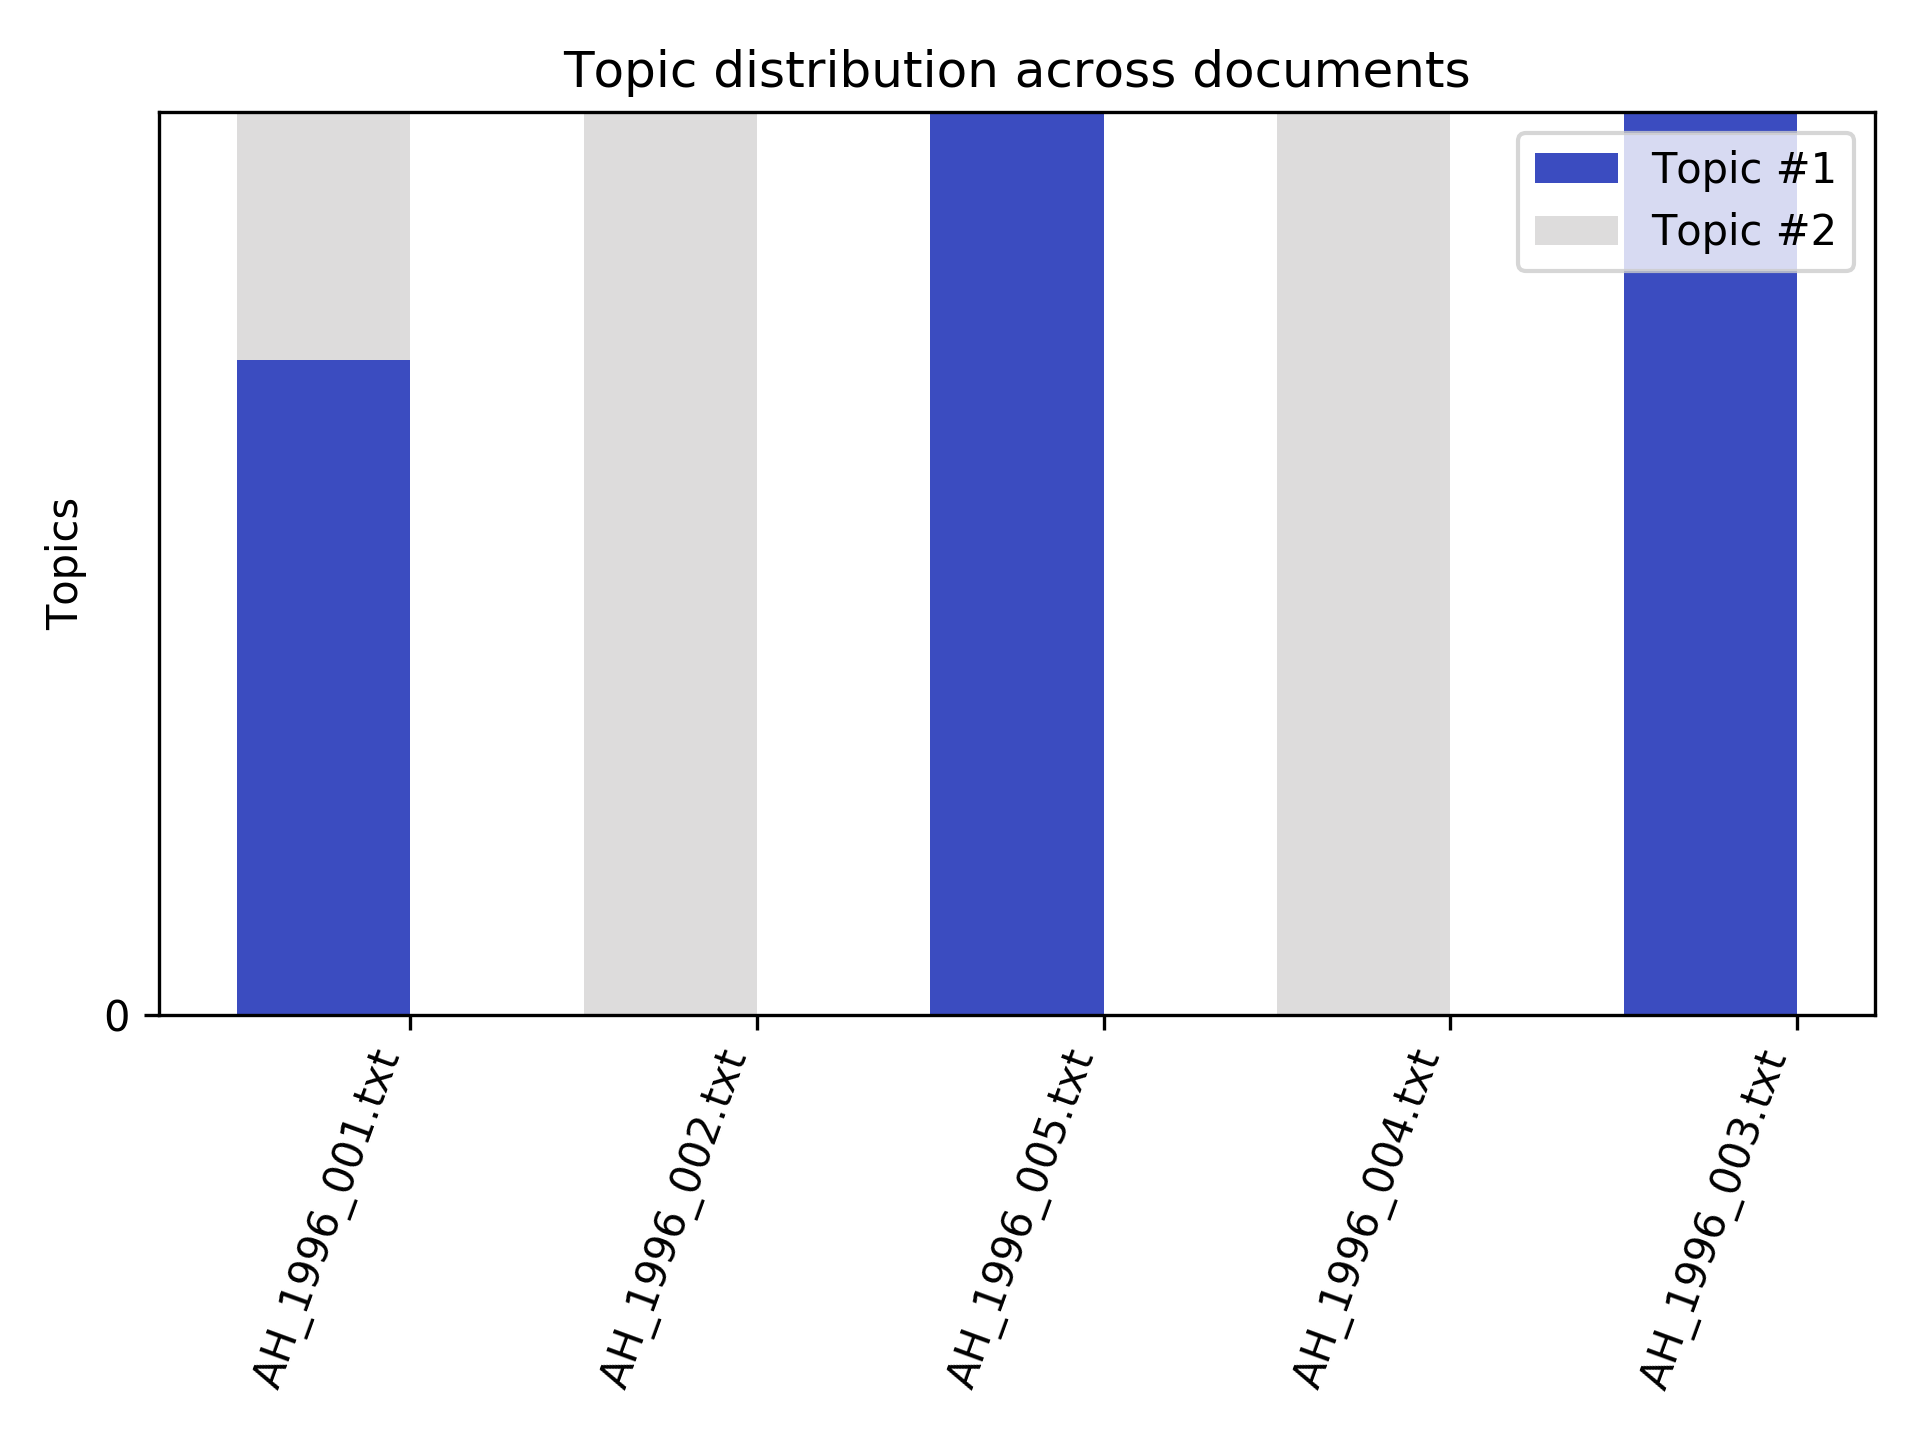 Topic distribution across documents
Topic #1
Topic #2
Topics
0
AH_1996_001.txt
AH_1996_002.txt
AH_1996_005.txt
AH_1996_004.txt
AH_1996_003.txt